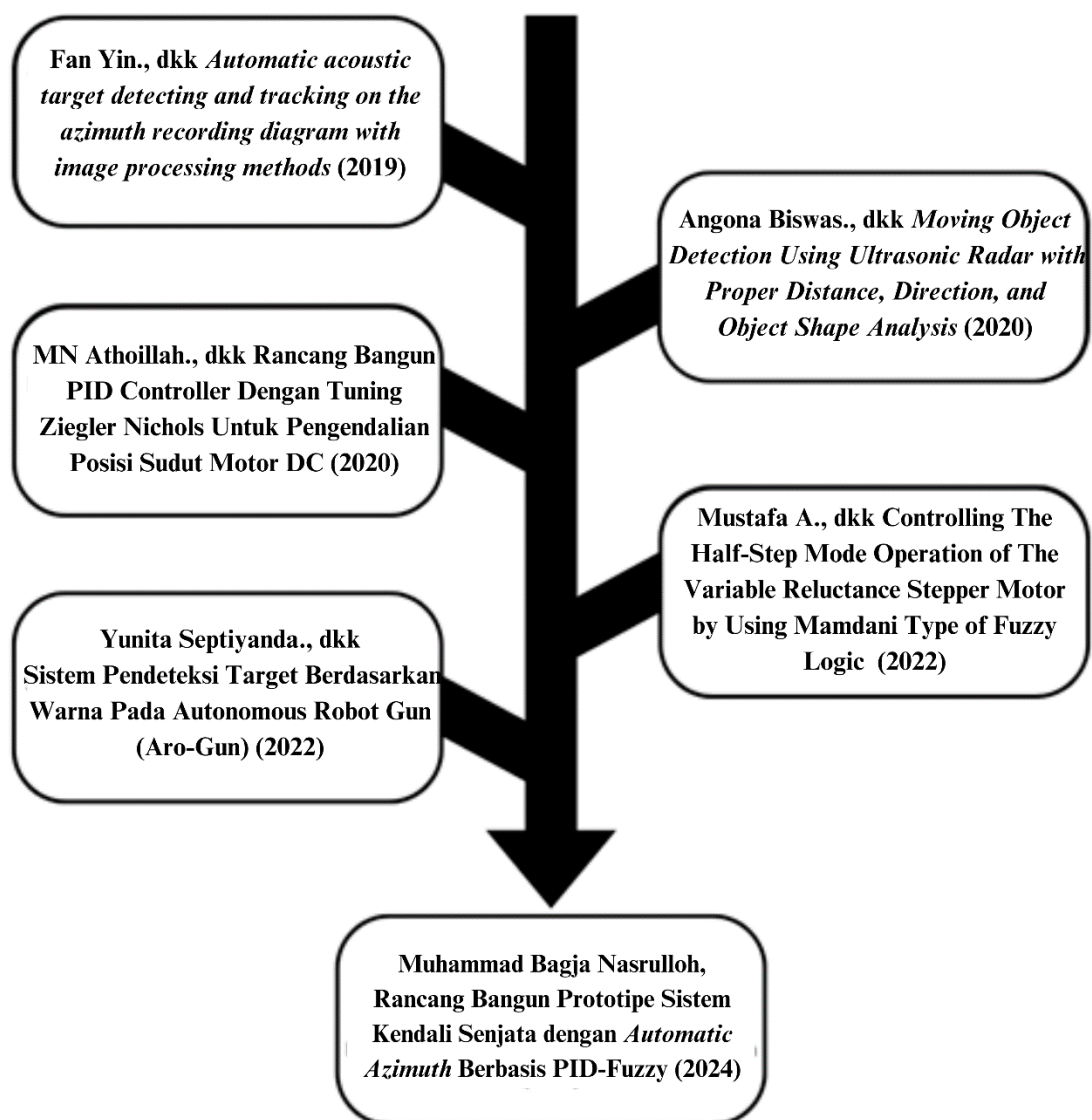 Fan Yin., dkk Automatic acoustic
target detecting and tracking on the
azimuth recording diagram with
image processing methods (2019)
Angona Biswas., dkk Moving Object
Detection Using Ultrasonic Radar with
Proper Distance, Direction, and
Object Shape Analysis (2020)
MN Athoillah., dkk Rancang Bangun
PID Controller Dengan Tuning
Ziegler Nichols Untuk Pengendalian
Posisi Sudut Motor DC (2020)
Mustafa A., dkk Controlling The
Half-Step Mode Operation of The
Variable Reluctance Stepper Motor
by Using Mamdani Type of Fuzzy
Logic (2022)
Yunita Septiyanda., dkk
Sistem Pendeteksi Target Berdasarkan
Warna Pada Autonomous Robot Gun
(Aro-Gun) (2022)
Muhammad Bagja Nasrulloh,
Rancang Bangun Prototipe Sistem
Kendali Senjata dengan Automatic
Azimuth Berbasis PID-Fuzzy (2024)